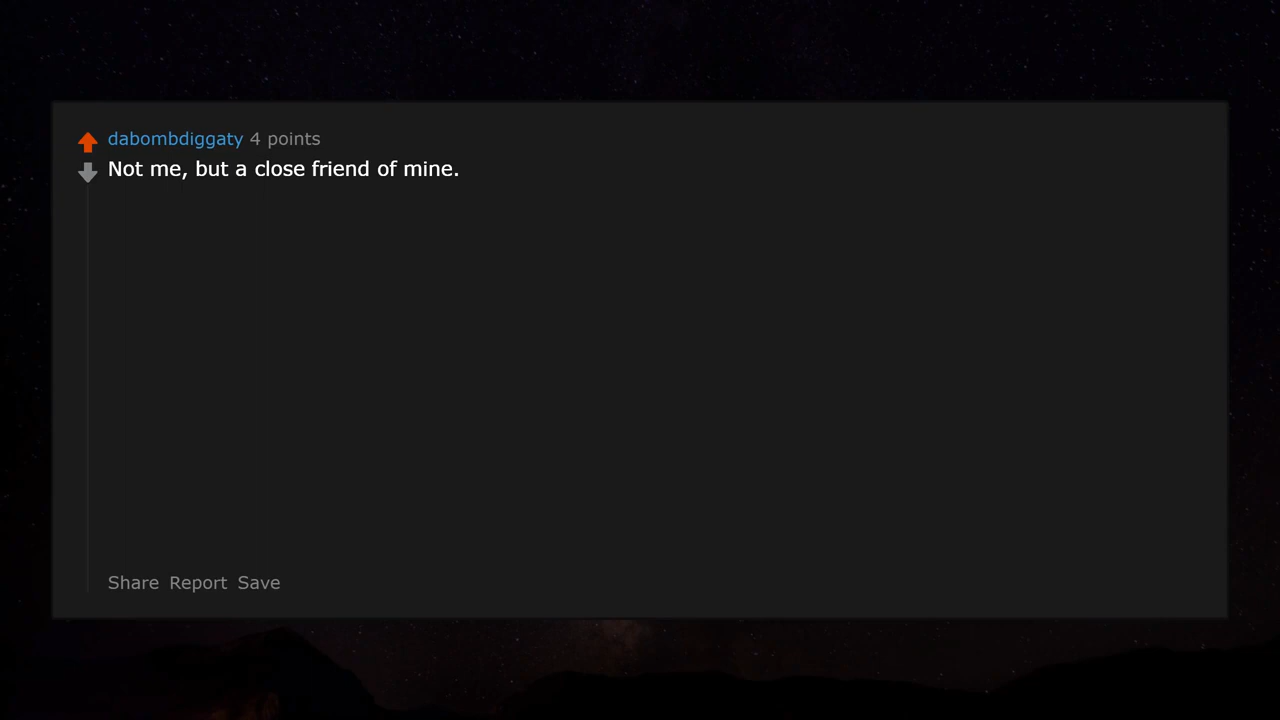 dabombdiggaty 4 points
Not me, but a close friend of mine.
Share Report Save